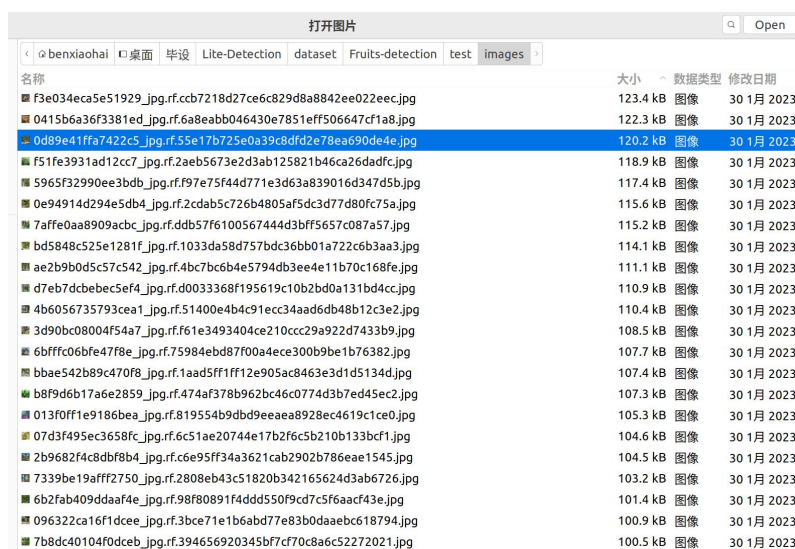 打开图片
Open
benxiaohai 桌面 毕设 Lite-Detection dataset Fruits-detection test images
名称 大小 数据类型 修改日期
f3e034eca5e51929_jpg.rf.ccb7218d27ce6c829d8a8842ee022eec.jpg 123.4 kB 图像 30 1月 2023
0415b6a36f3381ed_jpg.rf.6a8eabb046430e7851eff506647cf1a8.jpg 122.3 kB 图像 30 1月 2023
0d89e41ffa7422c5_jpg.rf.55e17b725e0a39c8dfd2e78ea690de4e.jpg 120.2 kB 图像 30 1月 2023
f51fe3931ad12cc7_jpg.rf.2aeb5673e2d3ab125821b46ca26dadfc.jpg 118.9 kB 图像 30 1月 2023
5965f32990ee3bdb_jpg.rf.f97e75f44d771e3d63a839016d347d5b.jpg 117.4 kB 图像 30 1月 2023
0e94914d294e5db4_jpg.rf.2cdab5c726b4805af5dc3d77d80fc75a.jpg 115.6 kB 图像 30 1月 2023
7affe0aa8909acbc_jpg.rf.ddb57f6100567444d3bff5657c087a57.jpg 115.2 kB 图像 30 1月 2023
bd5848c525e1281f_jpg.rf.1033da58d757bdc36bb01a722c6b3aa3.jpg 114.1 kB 图像 30 1月 2023
ae2b9b0d5c57c542_jpg.rf.4bc7bc6b4e5794db3ee4e11b70c168fe.jpg 111.1 kB 图像 30 1月 2023
d7eb7dcbebec5ef4_jpg.rf.d0033368f195619c10b2bd0a131bd4cc.jpg 110.9 kB 图像 30 1月 2023
4b6056735793cea1_jpg.rf.51400e4b4c91ecc34aad6db48b12c3e2.jpg 110.4 kB 图像 30 1月 2023
3d90bc08004f54a7_jpg.rf.f61e3493404ce210ccc29a922d7433b9.jpg 108.5 kB 图像 30 1月 2023
6bfffc06bfe47f8e_jpg.rf.75984ebd87f00a4ece300b9be1b76382.jpg 107.7 kB 图像 30 1月 2023
bbae542b89c470f8_jpg.rf.1aad5ff1ff12e905ac8463e3d1d5134d.jpg 107.4 kB 图像 30 1月 2023
b8f9d6b17a6e2859_jpg.rf.474af378b962bc46c0774d3b7ed45ec2.jpg 107.3 kB 图像 30 1月 2023
013f0ff1e9186bea_jpg.rf.819554b9dbd9eeaea8928ec4619c1ce0.jpg 105.3 kB 图像 30 1月 2023
07d3f495ec3658fc_jpg.rf.6c51ae20744e17b2f6c5b210b133bcf1.jpg 104.6 kB 图像 30 1月 2023
2b9682f4c8dbf8b4_jpg.rf.c6e95ff34a3621cab2902b786eae1545.jpg 104.5 kB 图像 30 1月 2023
7339be19afff2750_jpg.rf.2808eb43c51820b342165624d3ab6726.jpg 103.2 kB 图像 30 1月 2023
6b2fab409ddaaf4e_jpg.rf.98f80891f4ddd550f9cd7c5f6aacf43e.jpg 101.4 kB 图像 30 1月 2023
096322ca16f1dcee_jpg.rf.3bce71e1b6abd77e83b0daaebc618794.jpg 100.9 kB 图像 30 1月 2023
7b8dc40104f0dceb_jpg.rf.394656920345bf7cf70c8a6c52272021.jpg 100.5 kB 图像 30 1月 2023